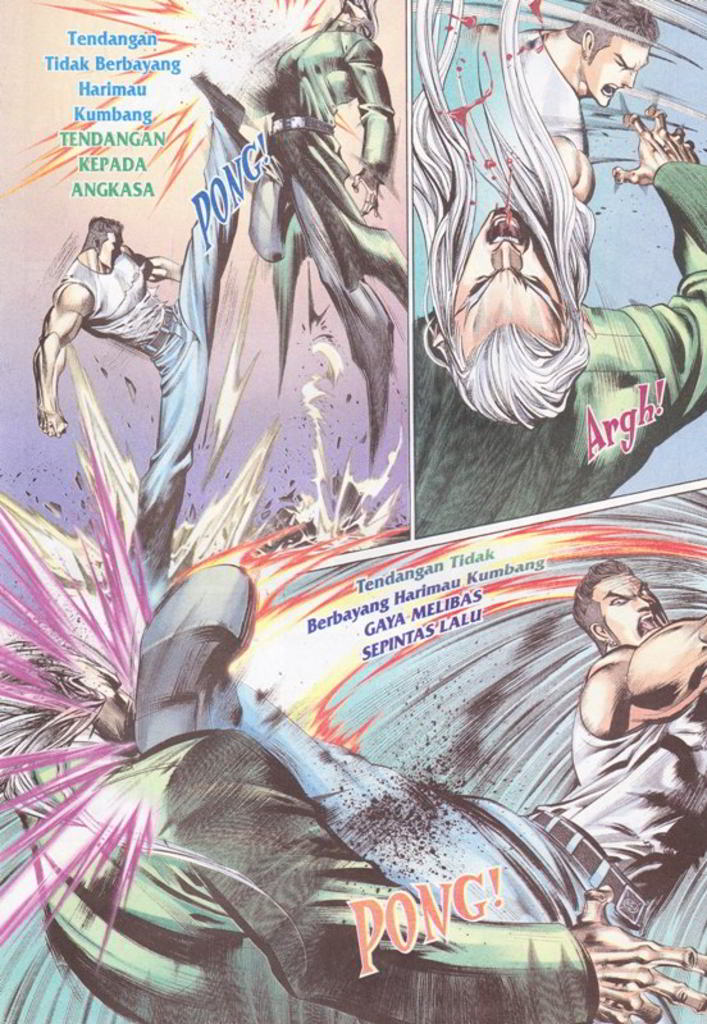 Tendangan
Tidak Berbayang
Harimau
Kumbang
TENDANGAN
KEPADA
ANGKASA
PONG!
Argh!
Tendangan Tidak
Berbayang Harimau Kumbang
GAYA MELIBAS
SEPINTAS LALU
PONG!